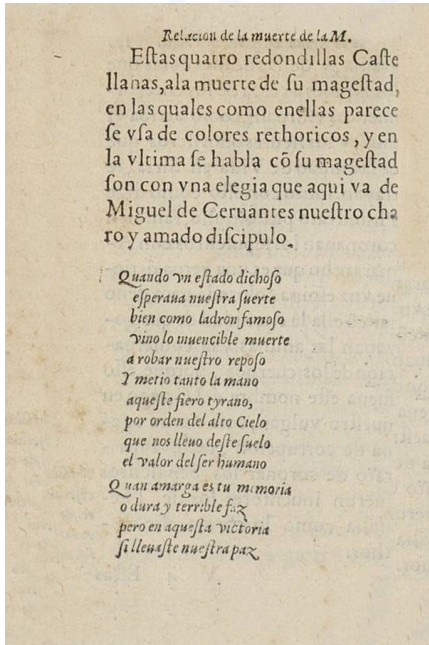 Relacion de la muerte de la M.
Estas quatro redondillas Caste
llanas, ala muerte de su magestad,
en las quales como enellas parece
se vsa de colores rethoricos, y en
la vltima se habla cō su magestad
son con vna elegia que aqui va de
Miguel de Ceruantes nuestro cha
ro y amado discipulo.
Quando vn estado dichoso
esperaua nuestra suerte
bien como ladron famoso
vino lo inuencible muerte
a robar nuestro reposo
Y metio tanto la mano
aqueste fiero tyrano,
por orden del alto Cielo
que nos lleuo deste suelo
el valor del ser humano
Quan amarga es tu memoria
o dura y terrible faz
pero en aquesta victoria
si lleuaste nuestra paz